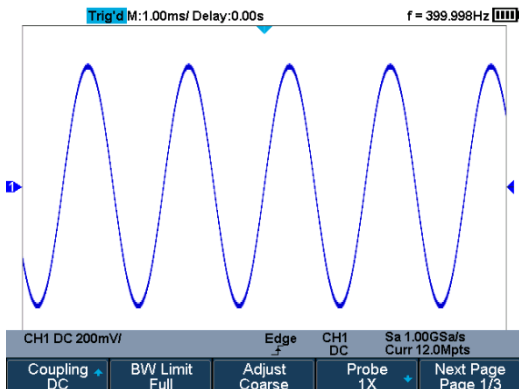 Trig'd M:1.00ms/ Delay:0.00s f = 399.998Hz
1
CH1 DC 200mV/ Edge CH1 Sa 1.00GSa/s
DC Curr 12.0Mpts
Coupling BW Limit Adjust Probe Next Page
DC Full Coarse 1X Page 1/3